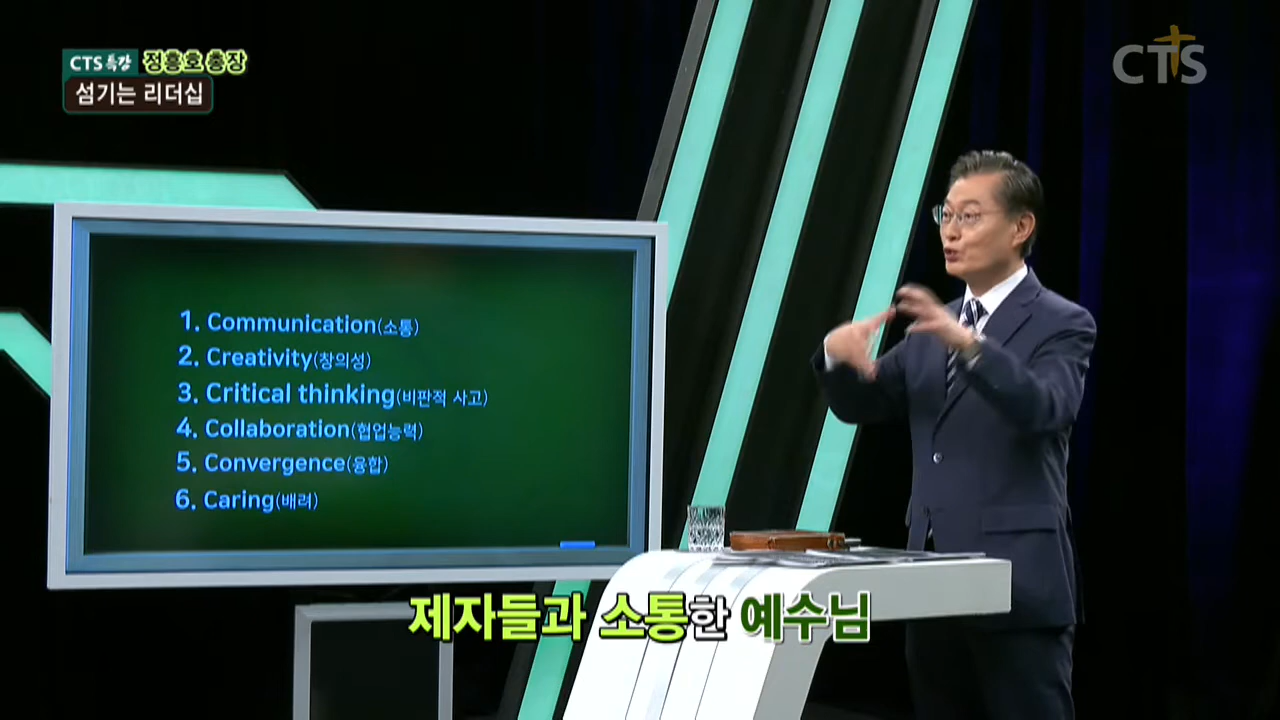 CTS 특강 정흥호 총장
섬기는 리더십
CTS
1. Communication(소통)
2. Creativity(창의성)
3. Critical thinking(비판적 사고)
4. Collaboration(협업능력)
5. Convergence(융합)
6. Caring(배려)
제자들과 소통한 예수님